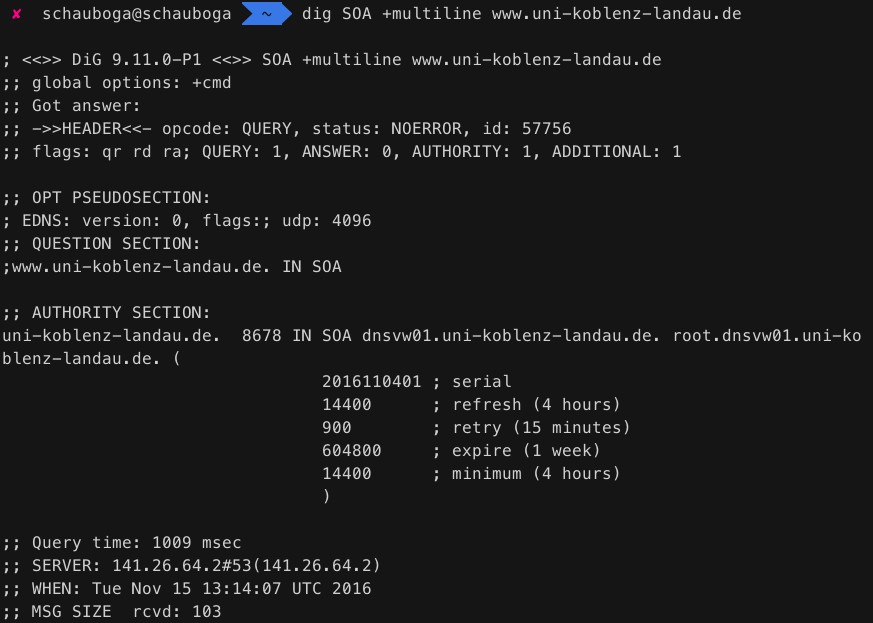 ✘ schauboga@schauboga ~ dig SOA +multiline www.uni-koblenz-landau.de
; <<>> DiG 9.11.0-P1 <<>> SOA +multiline www.uni-koblenz-landau.de
;; global options: +cmd
;; Got answer:
;; ->>HEADER<<- opcode: QUERY, status: NOERROR, id: 57756
;; flags: qr rd ra; QUERY: 1, ANSWER: 0, AUTHORITY: 1, ADDITIONAL: 1
;; OPT PSEUDOSECTION:
; EDNS: version: 0, flags:; udp: 4096
;; QUESTION SECTION:
;www.uni-koblenz-landau.de. IN SOA
;; AUTHORITY SECTION:
uni-koblenz-landau.de.  8678 IN SOA dnsvw01.uni-koblenz-landau.de. root.dnsvw01.uni-ko
blenz-landau.de. (
2016110401 ; serial
14400      ; refresh (4 hours)
900        ; retry (15 minutes)
604800     ; expire (1 week)
14400      ; minimum (4 hours)
)
;; Query time: 1009 msec
;; SERVER: 141.26.64.2#53(141.26.64.2)
;; WHEN: Tue Nov 15 13:14:07 UTC 2016
;; MSG SIZE  rcvd: 103